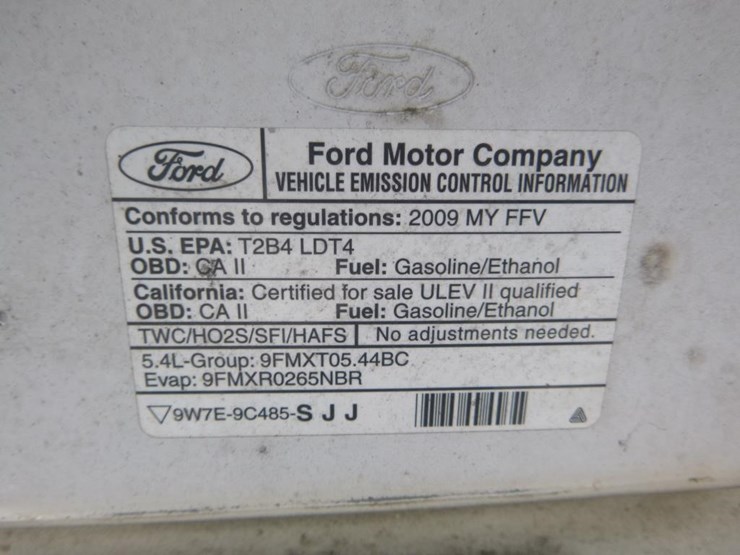 Ford
Ford
Ford Motor Company
VEHICLE EMISSION CONTROL INFORMATION
Conforms to regulations: 2009 MY FFV
U.S. EPA: T2B4 LDT4
OBD: CA II Fuel: Gasoline/Ethanol
California: Certified for sale ULEV II qualified
OBD: CA II Fuel: Gasoline/Ethanol
TWC/HO2S/SFI/HAFS No adjustments needed.
5.4L-Group: 9FMXT05.44BC
Evap: 9FMXR0265NBR
9W7E-9C485-S J J